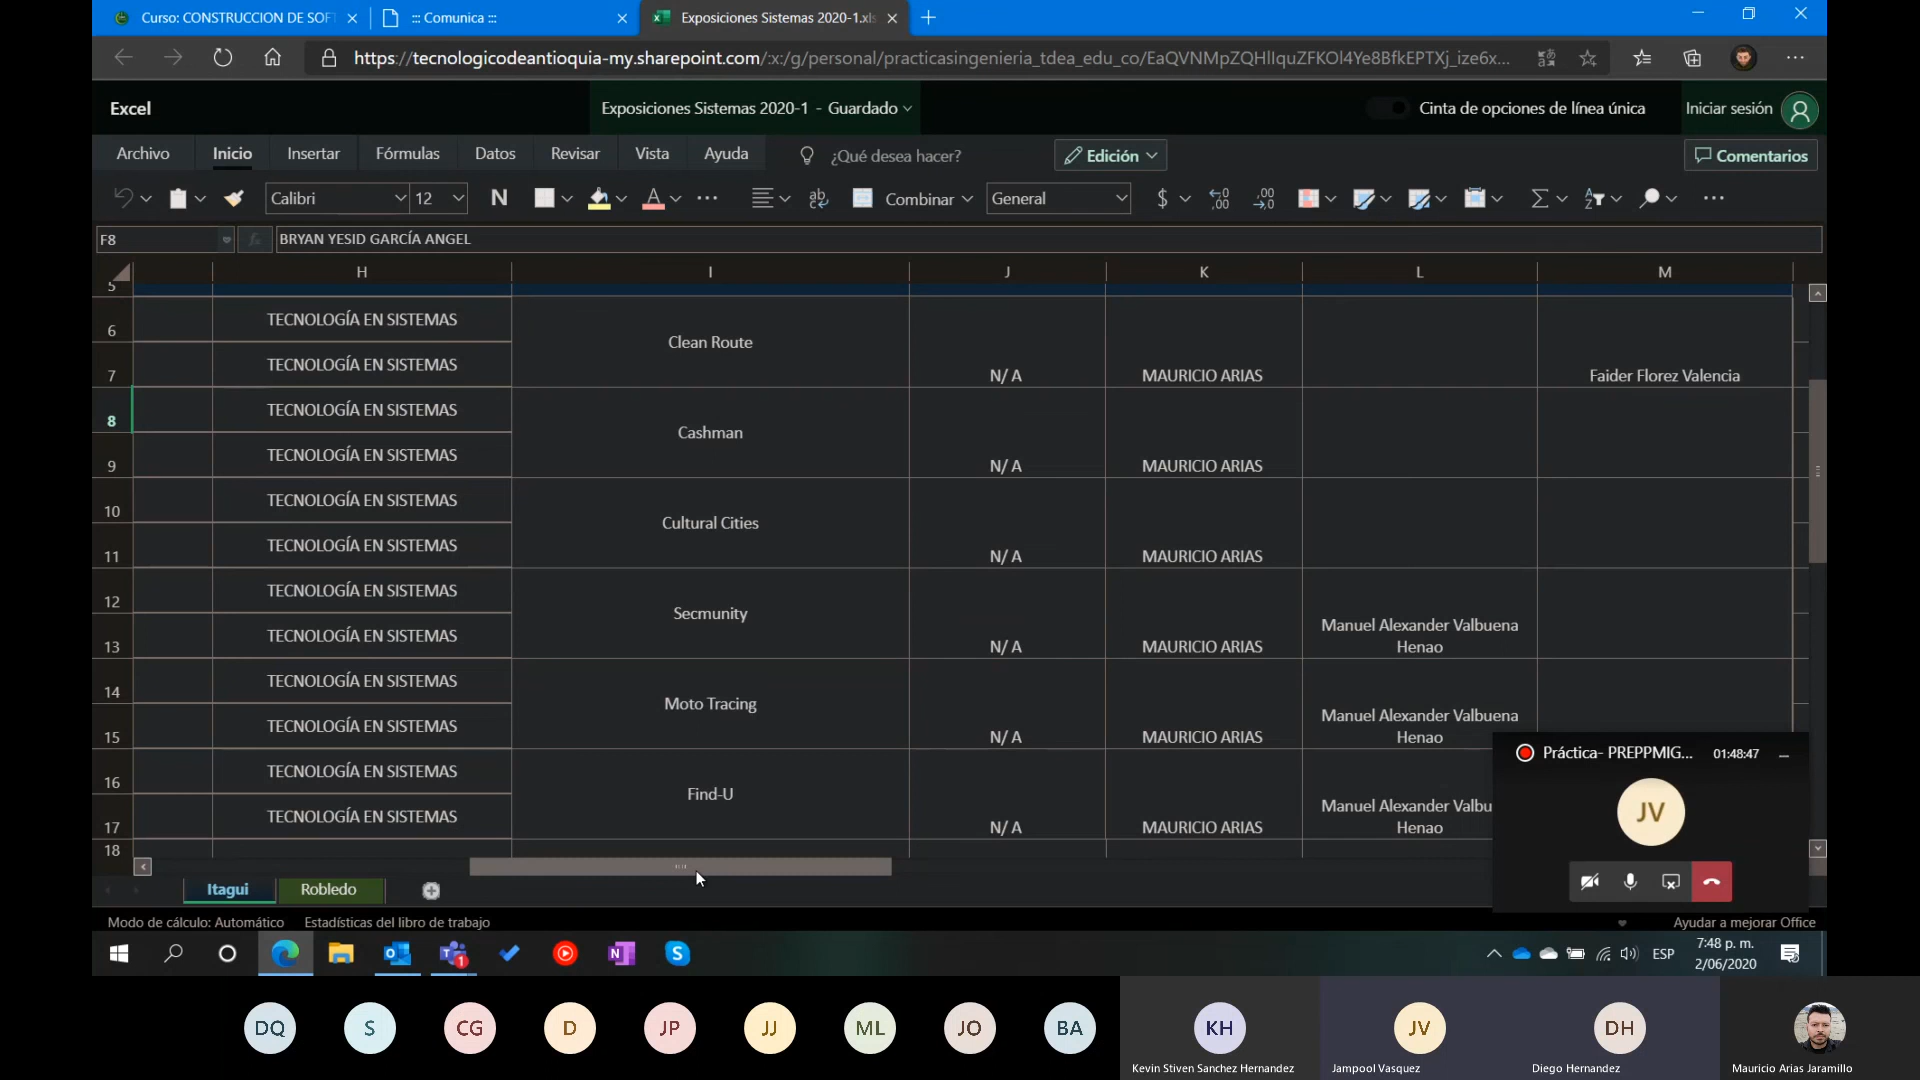 Curso: CONSTRUCCION DE SOF
::: Comunica :::
Exposiciones Sistemas 2020-1.xls
https://tecnologicodeantioquia-my.sharepoint.com/:x:/g/personal/practicasingenieria_tdea_edu_co/EaQVNMpZQHlIquZFKOl4Ye8BfkEPTXj_ize6x...
Excel
Exposiciones Sistemas 2020-1 - Guardado
Cinta de opciones de línea única
Iniciar sesión
Archivo Inicio Insertar Fórmulas Datos Revisar Vista Ayuda ¿Qué desea hacer? Edición Comentarios
Calibri 12 N Combinar General $
F8 fx BRYAN YESID GARCÍA ANGEL
H I J K L M
5
6 TECNOLOGÍA EN SISTEMAS
Clean Route
7 TECNOLOGÍA EN SISTEMAS N/ A MAURICIO ARIAS Faider Florez Valencia
8 TECNOLOGÍA EN SISTEMAS
Cashman
9 TECNOLOGÍA EN SISTEMAS N/ A MAURICIO ARIAS
10 TECNOLOGÍA EN SISTEMAS
Cultural Cities
11 TECNOLOGÍA EN SISTEMAS N/ A MAURICIO ARIAS
12 TECNOLOGÍA EN SISTEMAS
Secmunity
13 TECNOLOGÍA EN SISTEMAS N/ A MAURICIO ARIAS Manuel Alexander Valbuena
Henao
14 TECNOLOGÍA EN SISTEMAS
Moto Tracing
15 TECNOLOGÍA EN SISTEMAS N/ A MAURICIO ARIAS Manuel Alexander Valbuena
Henao
16 TECNOLOGÍA EN SISTEMAS
Find-U
17 TECNOLOGÍA EN SISTEMAS N/ A MAURICIO ARIAS Manuel Alexander Valbu
Henao
18
Práctica- PREPPMIG... 01:48:47
JV
Itagui Robledo
Modo de cálculo: Automático Estadísticas del libro de trabajo
Ayudar a mejorar Office
ESP
7:48 p. m.
2/06/2020
DQ S CG D JP JJ ML JO BA KH JV DH
Kevin Stiven Sanchez Hernandez Jampool Vasquez Diego Hernandez Mauricio Arias Jaramillo